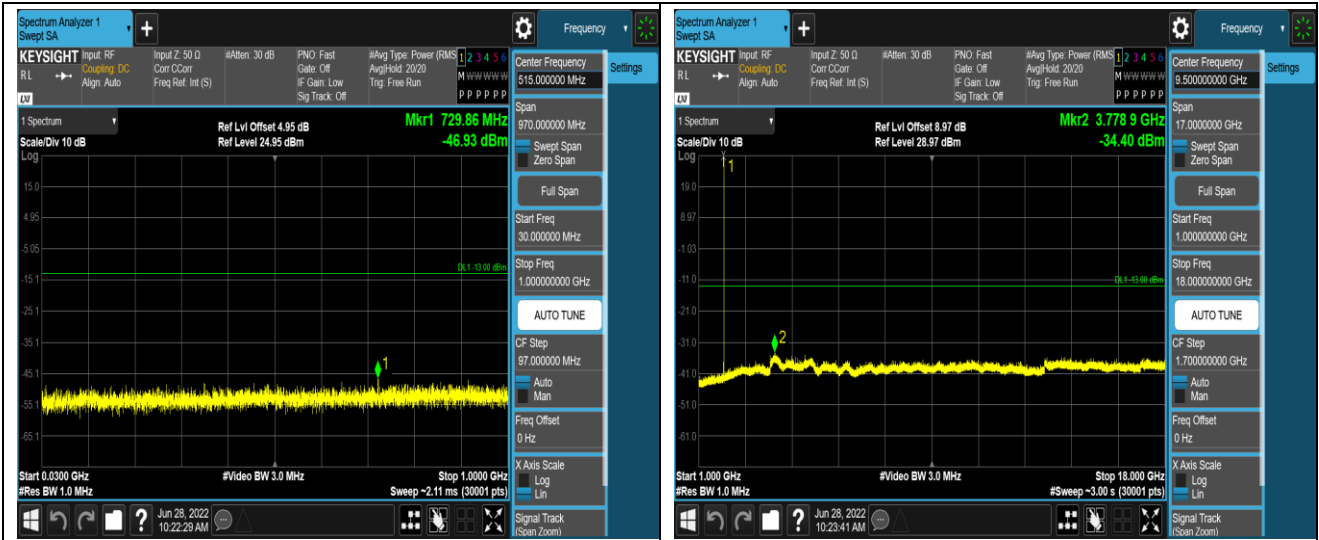 Spectrum Analyzer 1
Swept SA
+
Frequency
KEYSIGHT
RL
LXI
Input: RF
Coupling: DC
Align: Auto
Input Z: 50 Ω
Corr CCorr
Freq Ref: Int (S)
#Atten: 30 dB
PNO: Fast
Gate: Off
IF Gain: Low
Sig Track: Off
#Avg Type: Power (RMS
Avg|Hold: 20/20
Trig: Free Run
1 2 3 4 5 6
M W W W W W
P P P P P P
Center Frequency
515.000000 MHz
Settings
Span
970.000000 MHz
Swept Span
Zero Span
Full Span
Start Freq
30.000000 MHz
Stop Freq
1.000000000 GHz
AUTO TUNE
CF Step
97.000000 MHz
Auto
Man
Freq Offset
0 Hz
X Axis Scale
Log
Lin
Signal Track
(Span Zoom)
1 Spectrum
Scale/Div 10 dB
Log
Ref Lvl Offset 4.95 dB
Ref Level 24.95 dBm
Mkr1 729.86 MHz
-46.93 dBm
15.0
4.95
-5.05
DL1 -13.00 dBm
-15.1
-25.1
-35.1
1
-45.1
-55.1
-65.1
Start 0.0300 GHz
#Res BW 1.0 MHz
#Video BW 3.0 MHz
Stop 1.0000 GHz
Sweep ~2.11 ms (30001 pts)
?
Jun 28, 2022
10:22:29 AM
Spectrum Analyzer 1
Swept SA
+
Frequency
KEYSIGHT
RL
LXI
Input: RF
Coupling: DC
Align: Auto
Input Z: 50 Ω
Corr CCorr
Freq Ref: Int (S)
#Atten: 30 dB
PNO: Fast
Gate: Off
IF Gain: Low
Sig Track: Off
#Avg Type: Power (RMS
Avg|Hold: 20/20
Trig: Free Run
1 2 3 4 5 6
M W W W W W
P P P P P P
Center Frequency
9.500000000 GHz
Settings
Span
17.0000000 GHz
Swept Span
Zero Span
Full Span
Start Freq
1.000000000 GHz
Stop Freq
18.000000000 GHz
AUTO TUNE
CF Step
1.700000000 GHz
Auto
Man
Freq Offset
0 Hz
X Axis Scale
Log
Lin
Signal Track
(Span Zoom)
1 Spectrum
Scale/Div 10 dB
Log
Ref Lvl Offset 8.97 dB
Ref Level 28.97 dBm
Mkr2 3.778 9 GHz
-34.40 dBm
1
19.0
8.97
-1.03
-11.0
DL1 -13.00 dBm
-21.0
-31.0
2
-41.0
-51.0
-61.0
Start 1.000 GHz
#Res BW 1.0 MHz
#Video BW 3.0 MHz
Stop 18.000 GHz
#Sweep ~3.00 s (30001 pts)
?
Jun 28, 2022
10:23:41 AM